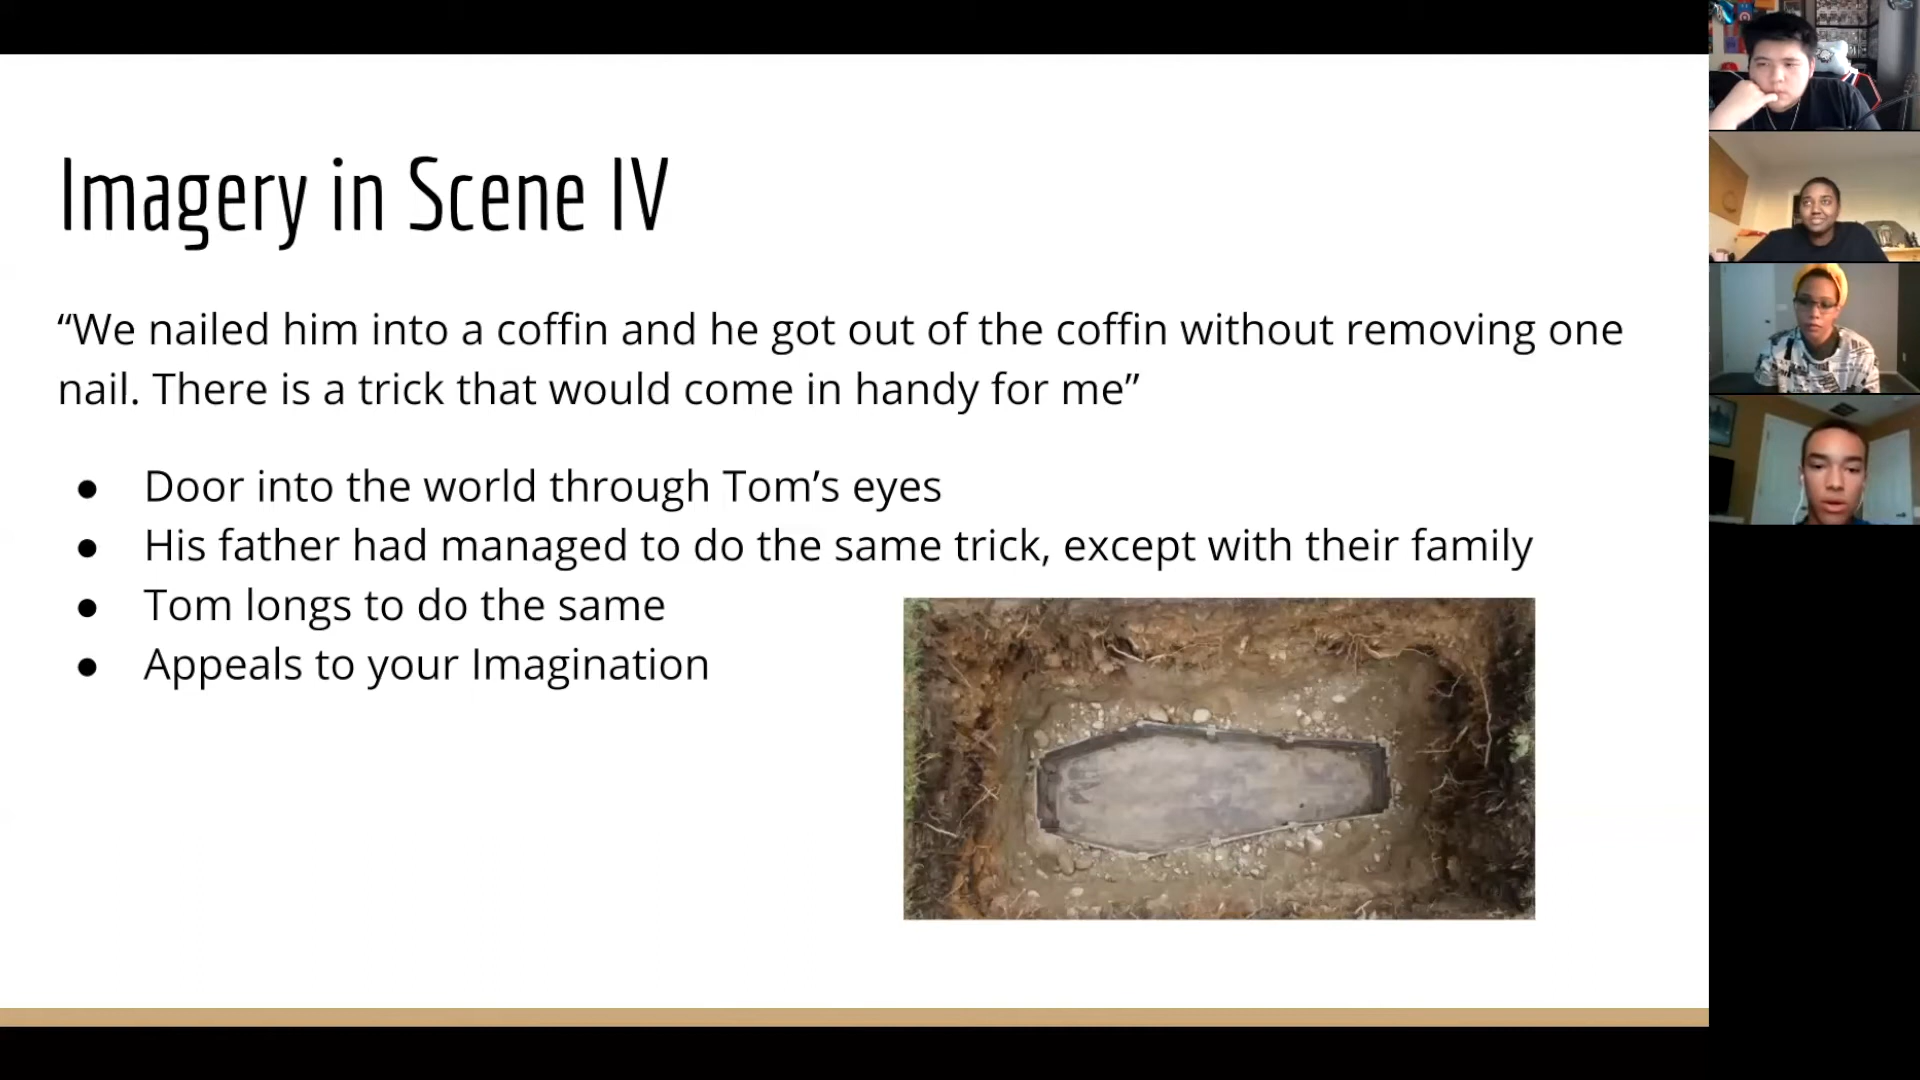 Imagery in Scene IV
“We nailed him into a coffin and he got out of the coffin without removing one
nail. There is a trick that would come in handy for me”
● Door into the world through Tom’s eyes
● His father had managed to do the same trick, except with their family
● Tom longs to do the same
● Appeals to your Imagination